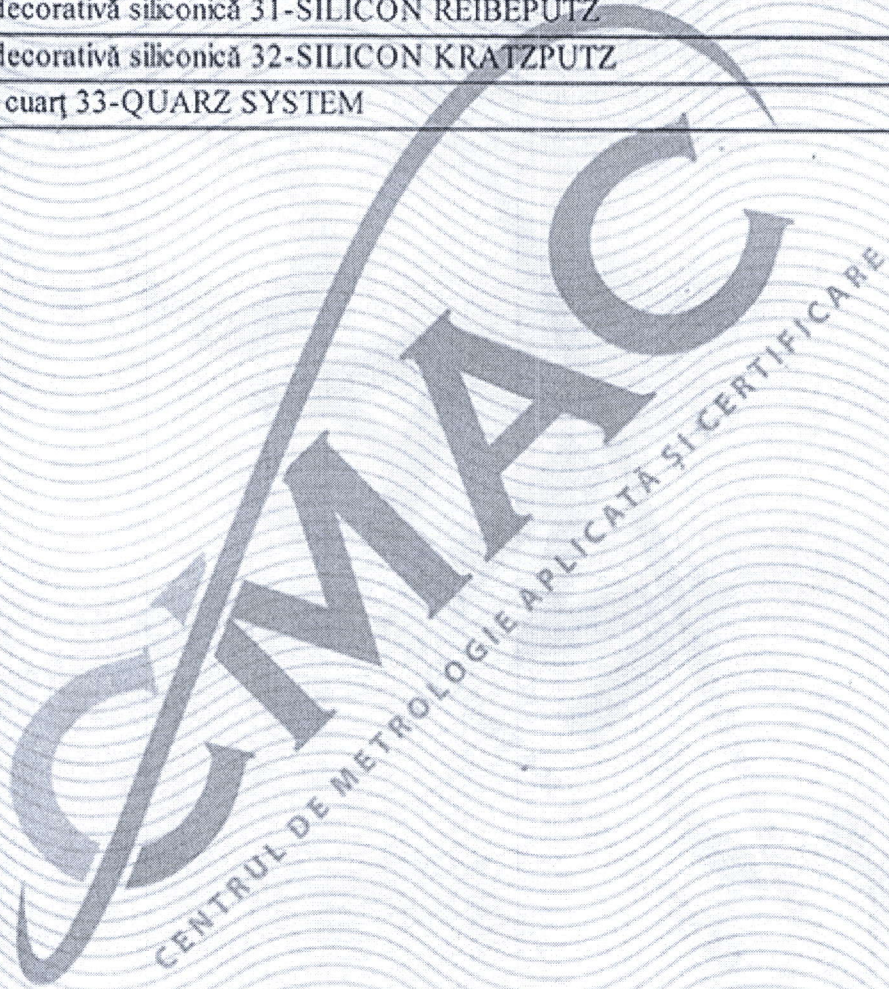 decorativă siliconică 31-SILICON REIBEPUTZ
decorativă siliconică 32-SILICON KRATZPUTZ
cuarț 33-QUARZ SYSTEM
CMAC
CENTRUL DE METROLOGIE APLICATĂ ȘI CERTIFICARE